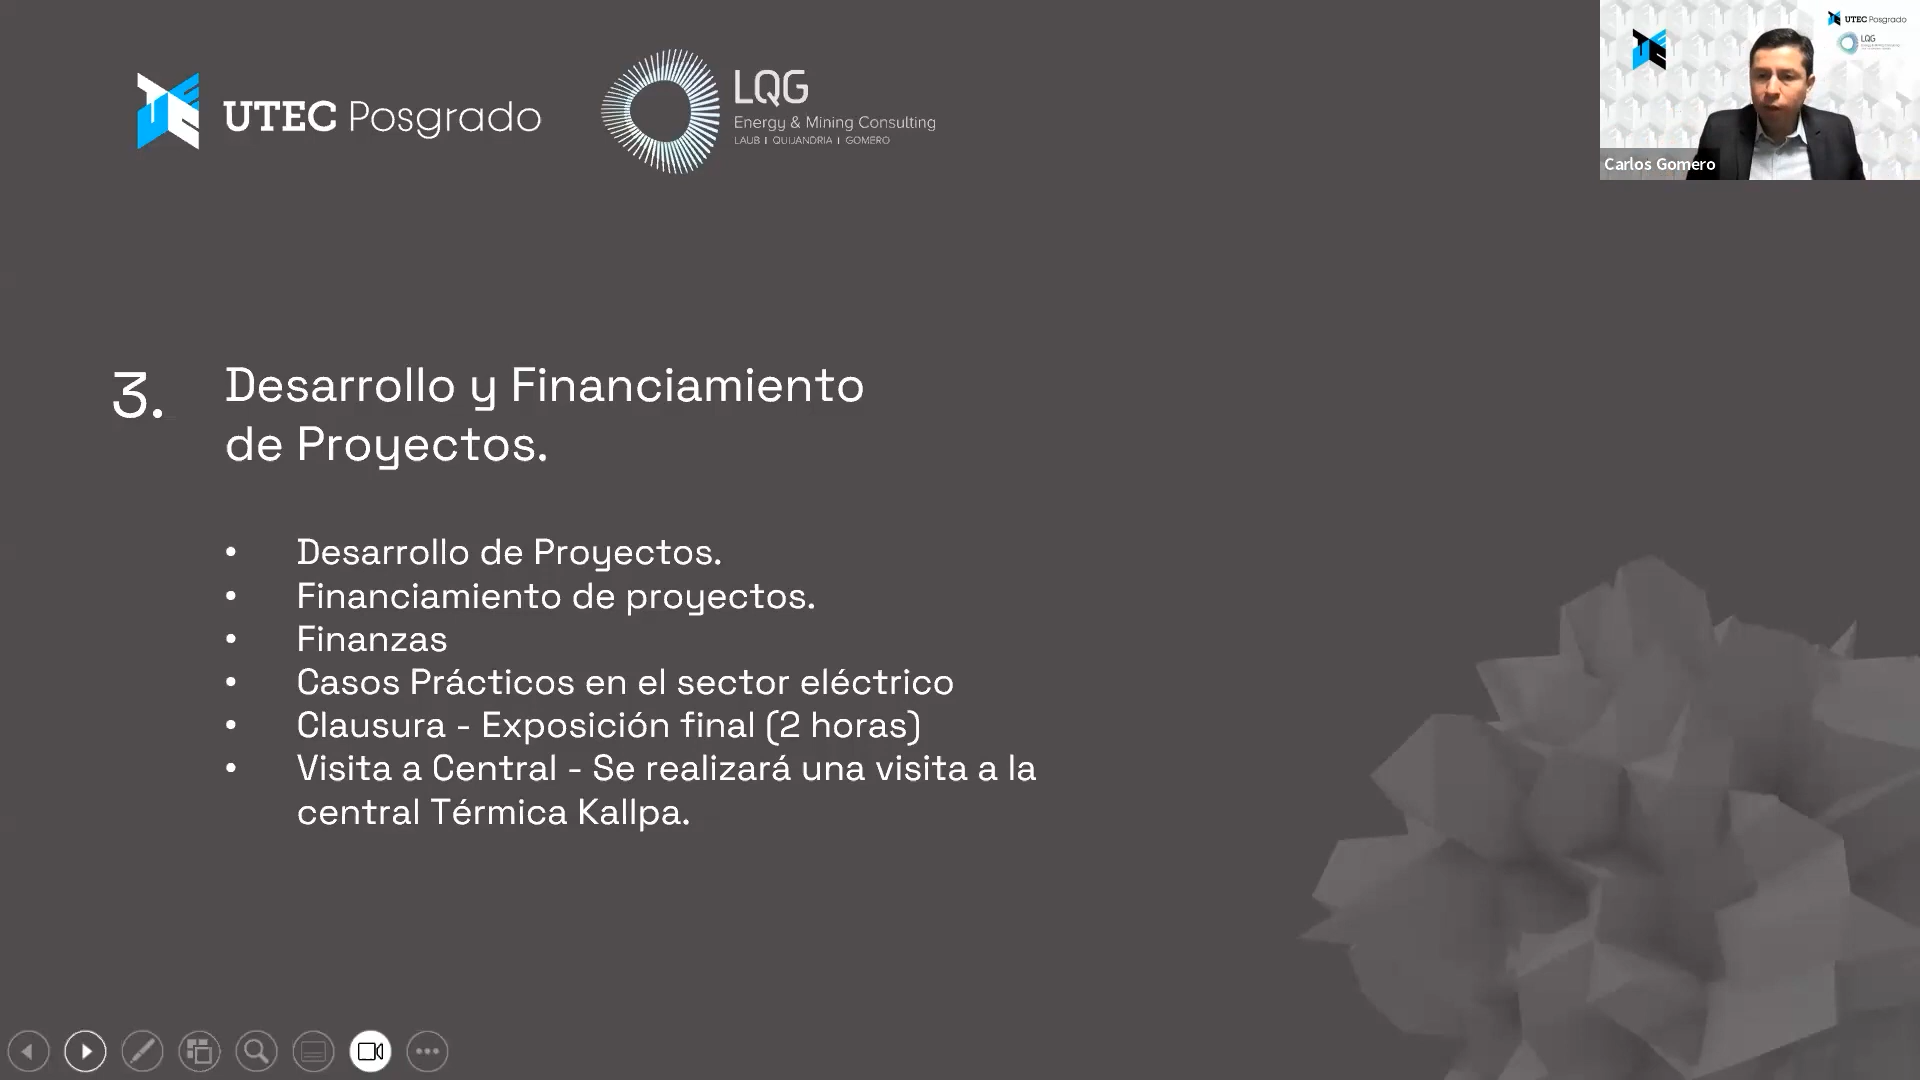 UTEC Posgrado
LQG
Energy & Mining Consulting
LAUB | QUIJANDRIA | GOMERO
UTEC Posgrado
LQG
Carlos Gomero
3. Desarrollo y Financiamiento
de Proyectos.
• Desarrollo de Proyectos.
• Financiamiento de proyectos.
• Finanzas
• Casos Prácticos en el sector eléctrico
• Clausura - Exposición final (2 horas)
• Visita a Central - Se realizará una visita a la
central Térmica Kallpa.